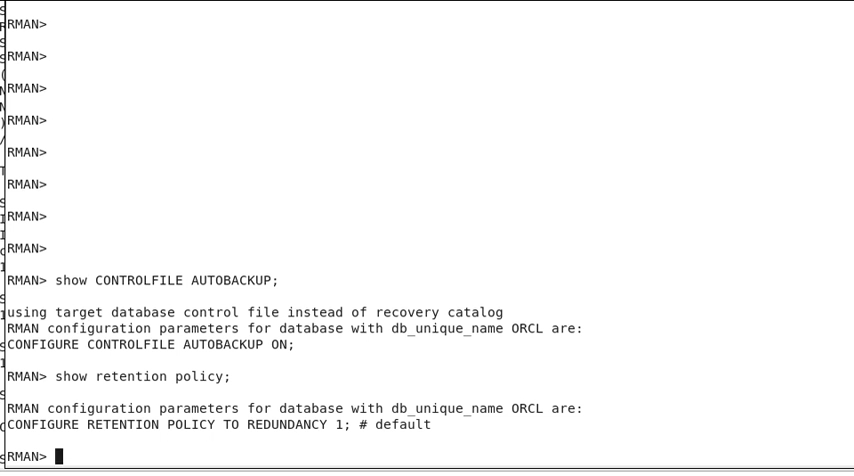 RMAN>
RMAN>
RMAN>
RMAN>
RMAN>
RMAN>
RMAN>
RMAN>
RMAN> show CONTROLFILE AUTOBACKUP;
using target database control file instead of recovery catalog
RMAN configuration parameters for database with db_unique_name ORCL are:
CONFIGURE CONTROLFILE AUTOBACKUP ON;
RMAN> show retention policy;
RMAN configuration parameters for database with db_unique_name ORCL are:
CONFIGURE RETENTION POLICY TO REDUNDANCY 1; # default
RMAN>